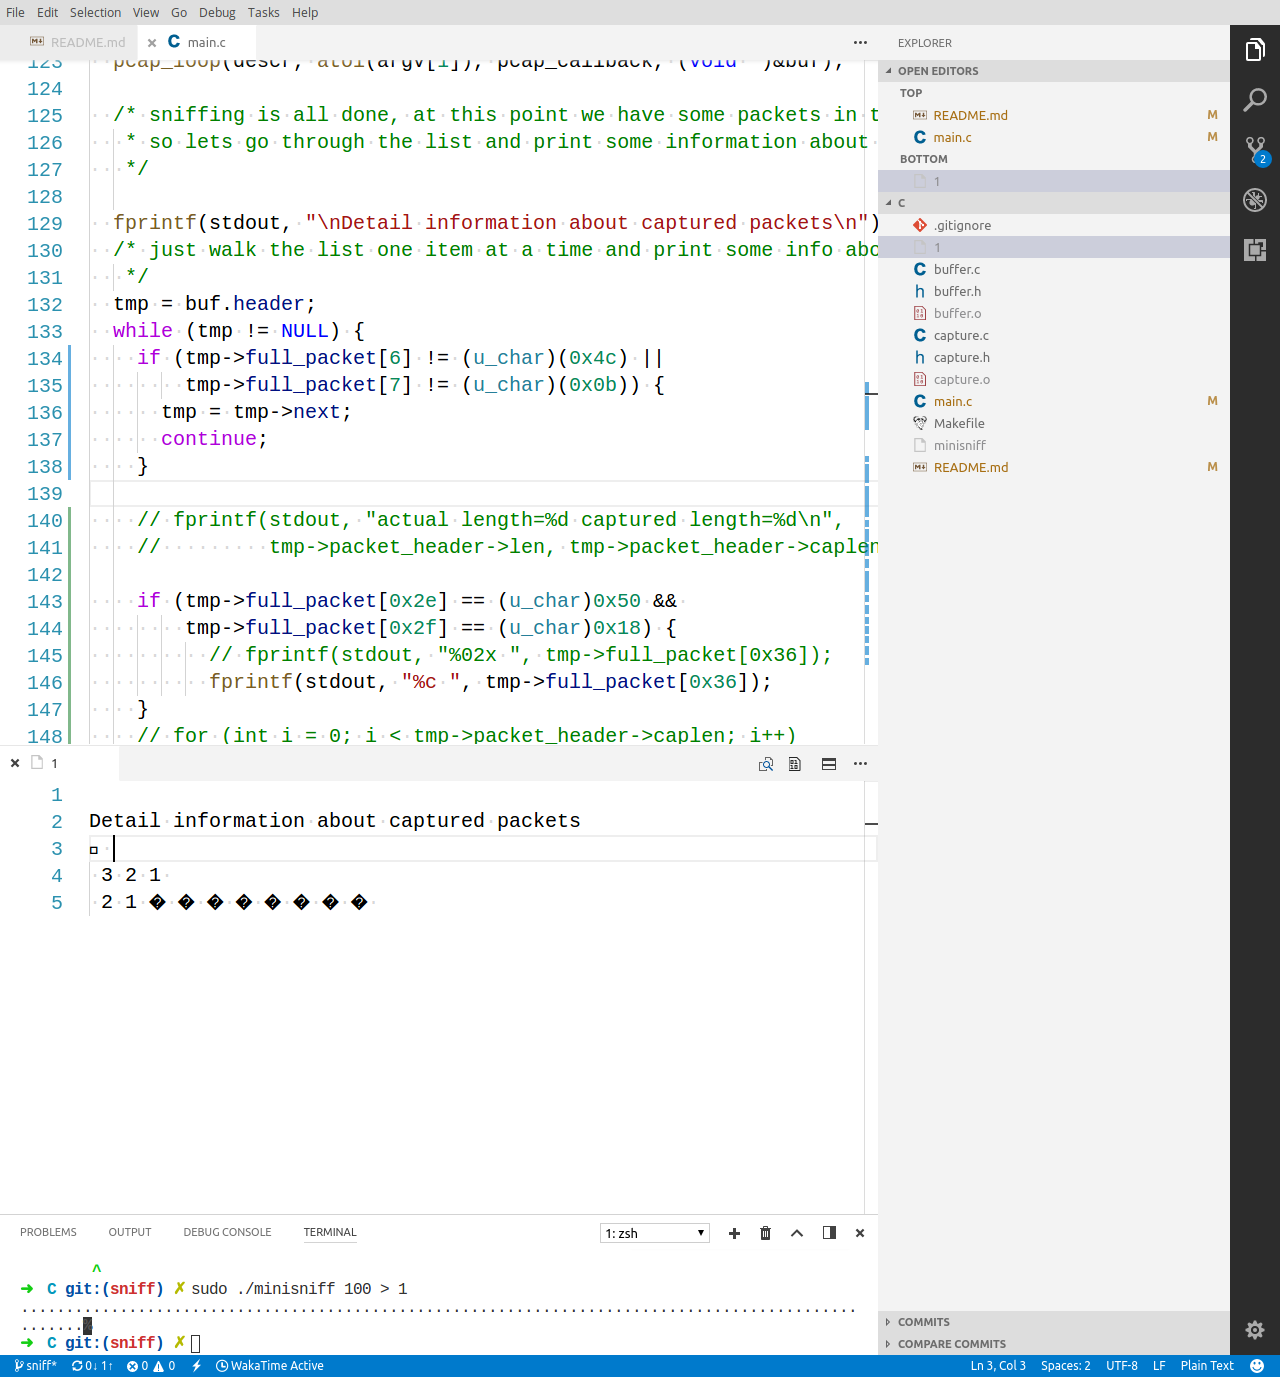 File Edit Selection View Go Debug Tasks Help
README.md main.c
EXPLORER
123 pcap_loop(descr, atoi(argv[1]), pcap_callback, (void *)&buf);
124
125 /* sniffing is all done, at this point we have some packets in t
126 * so lets go through the list and print some information about
127 */
128
129 fprintf(stdout, "\nDetail information about captured packets\n")
130 /* just walk the list one item at a time and print some info abo
131 */
132 tmp = buf.header;
133 while (tmp != NULL) {
134 if (tmp->full_packet[6] != (u_char)(0x4c) ||
135 tmp->full_packet[7] != (u_char)(0x0b)) {
136 tmp = tmp->next;
137 continue;
138 }
139
140 // fprintf(stdout, "actual length=%d captured length=%d\n",
141 // tmp->packet_header->len, tmp->packet_header->caplen
142
143 if (tmp->full_packet[0x2e] == (u_char)0x50 &&
144 tmp->full_packet[0x2f] == (u_char)0x18) {
145 // fprintf(stdout, "%02x ", tmp->full_packet[0x36]);
146 fprintf(stdout, "%c ", tmp->full_packet[0x36]);
147 }
148 // for (int i = 0; i < tmp->packet_header->caplen; i++)
1
1
2 Detail information about captured packets
3
4 3 2 1
5 2 1 � � � � � � � �
PROBLEMS OUTPUT DEBUG CONSOLE TERMINAL 1: zsh
^
➜ C git:(sniff) ✗ sudo ./minisniff 100 > 1
.............................................................................................
.......%
➜ C git:(sniff) ✗
OPEN EDITORS
TOP
README.md M
main.c M
BOTTOM
1
C
.gitignore
1
buffer.c
buffer.h
buffer.o
capture.c
capture.h
capture.o
main.c M
Makefile
minisniff
README.md M
COMMITS
COMPARE COMMITS
2
sniff* 0↓ 1↑ 0 0 WakaTime Active Ln 3, Col 3 Spaces: 2 UTF-8 LF Plain Text